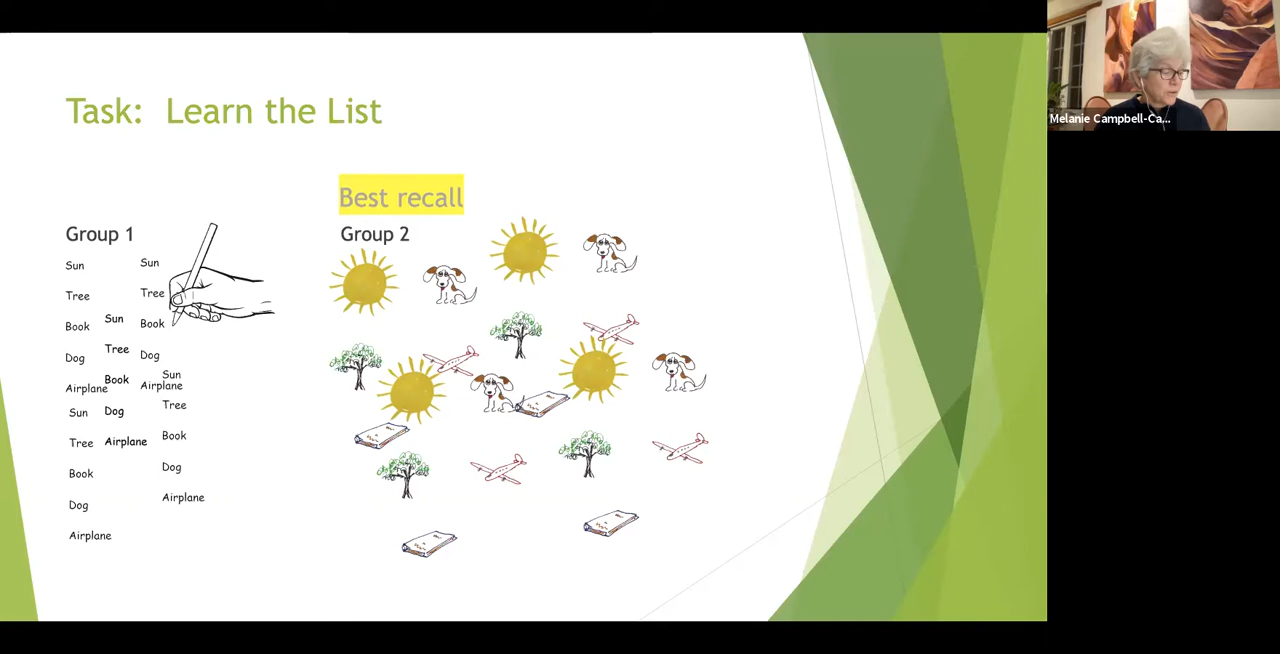 Task: Learn the List
Best recall
Group 1
Group 2
Sun
Tree
Book
Dog
Airplane
Sun
Tree
Book
Dog
Airplane
Sun
Tree
Book
Dog
Airplane
Sun
Tree
Book
Dog
Airplane
Sun
Tree
Book
Dog
Airplane
Melanie Campbell-Ca...